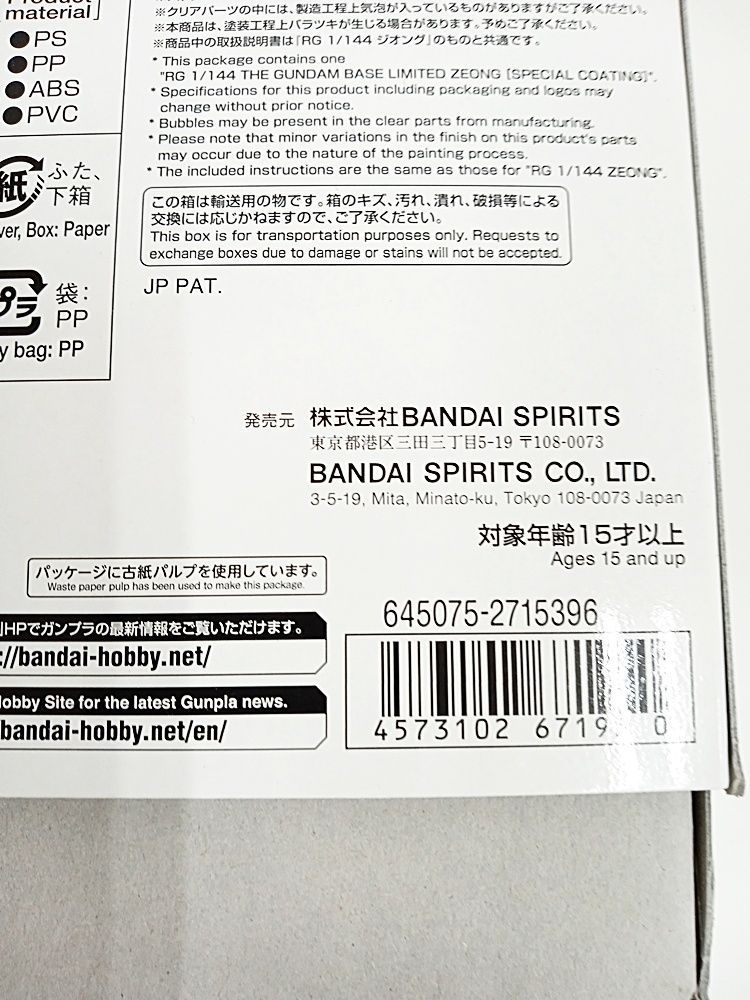 Product
material]
●PS
●PP
●ABS
●PVC
紙
ふた、
下箱
ver, Box: Paper
プラ
袋:
PP
y bag: PP
※クリアパーツの中には、製造工程上気泡が入っているものがありますがご了承ください。
※本商品は、塗装工程上バラツキが生じる場合があります。予めご了承ください。
※商品中の取扱説明書は「RG 1/144 ジオング」のものと共通です。
* This package contains one
"RG 1/144 THE GUNDAM BASE LIMITED ZEONG [SPECIAL COATING]".
* Specifications for this product including packaging and logos may
change without prior notice.
* Bubbles may be present in the clear parts from manufacturing.
* Please note that minor variations in the finish on this product's parts
may occur due to the nature of the painting process.
* The included instructions are the same as those for "RG 1/144 ZEONG".
この箱は輸送用の物です。箱のキズ、汚れ、潰れ、破損等による
交換には応じかねますので、ご了承ください。
This box is for transportation purposes only. Requests to
exchange boxes due to damage or stains will not be accepted.
JP PAT.
発売元 株式会社BANDAI SPIRITS
東京都港区三田三丁目5-19 〒108-0073
BANDAI SPIRITS CO., LTD.
3-5-19, Mita, Minato-ku, Tokyo 108-0073 Japan
対象年齢15才以上
Ages 15 and up
パッケージに古紙パルプを使用しています。
Waste paper pulp has been used to make this package.
」HPでガンプラの最新情報をご覧いただけます。
://bandai-hobby.net/
Hobby Site for the latest Gunpla news.
bandai-hobby.net/en/
645075-2715396
4573102 6719 0